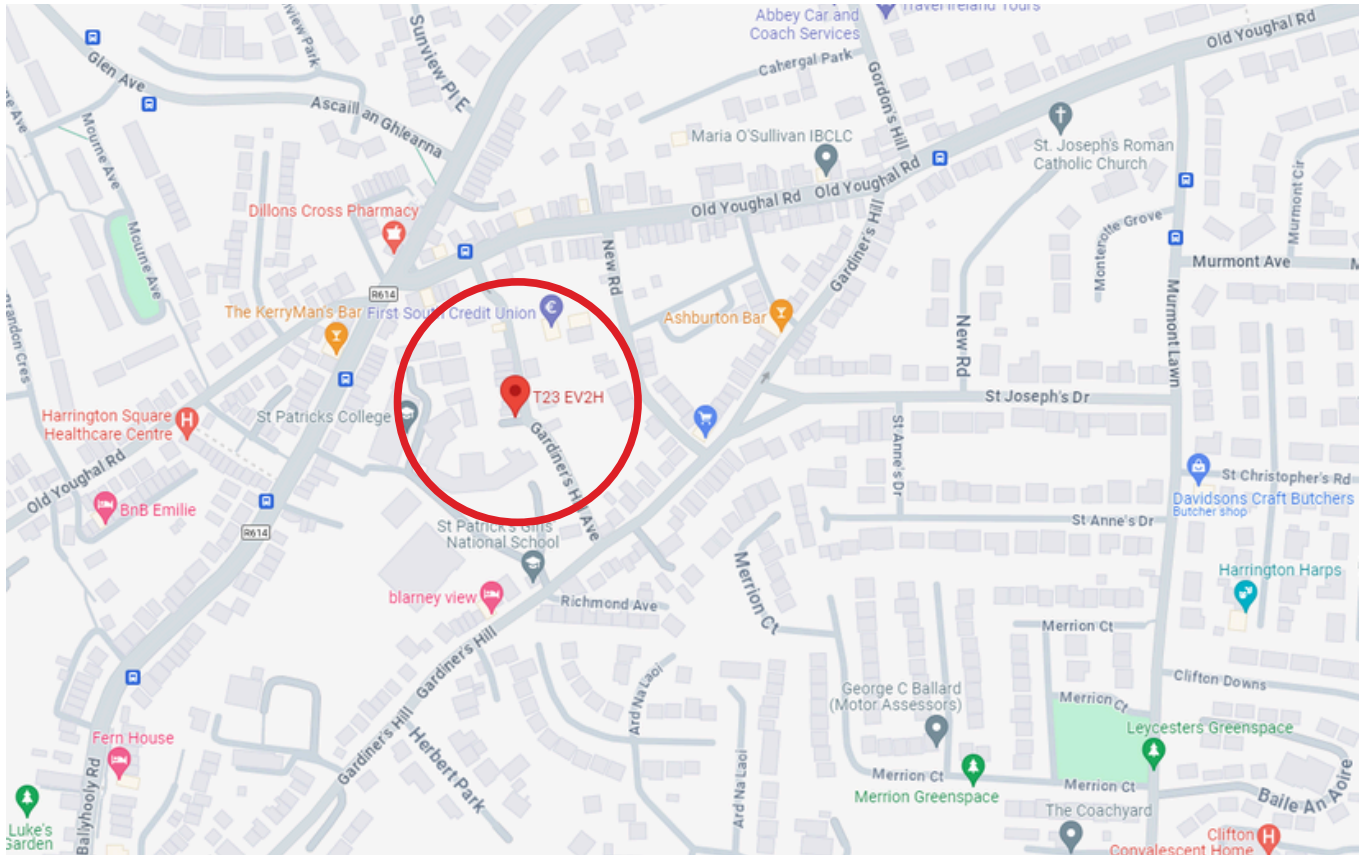 Abbey Car and
Coach Services
Travel Ireland Tours
Old Youghal Rd
Sunview Park
Sunview Pl E
Glen Ave
Cahergal Park
Gordon's Hill
Ascaill an Ghleanna
Mourne Ave
Maria O'Sullivan IBCLC
St. Joseph's Roman
Catholic Church
Old Youghal Rd
Old Youghal Rd
Murmont Cir
Dillons Cross Pharmacy
Montenotte Grove
Mourne Ave
New Rd
Gardiner's Hill
Murmont Ave
R614
The KerryMan's Bar
First South Credit Union
Ashburton Bar
Murmont Lawn
Brandon Cres
New Rd
T23 EV2H
St Joseph's Dr
Harrington Square
Healthcare Centre
St Patricks College
Gardiner's Hill Ave
St Anne's Dr
Old Youghal Rd
St Christopher's Rd
Davidsons Craft Butchers
Butcher shop
BnB Emilie
R614
St Patrick's Girls
National School
St Anne's Dr
Merrion Ct
Harrington Harps
blarney view
Richmond Ave
Merrion Ct
Gardiner's Hill
Ard Na Laoi
Clifton Downs
George C Ballard
(Motor Assessors)
Merrion Ct
Leycesters Greenspace
Fern House
Gardiner's Hill
Herbert Park
Ard Na Laoi
Merrion Ct
Merrion Greenspace
Merrion Ct
Baile An Aoire
Ballyhooly Rd
Luke's
Garden
The Coachyard
Clifton
Convalescent Home